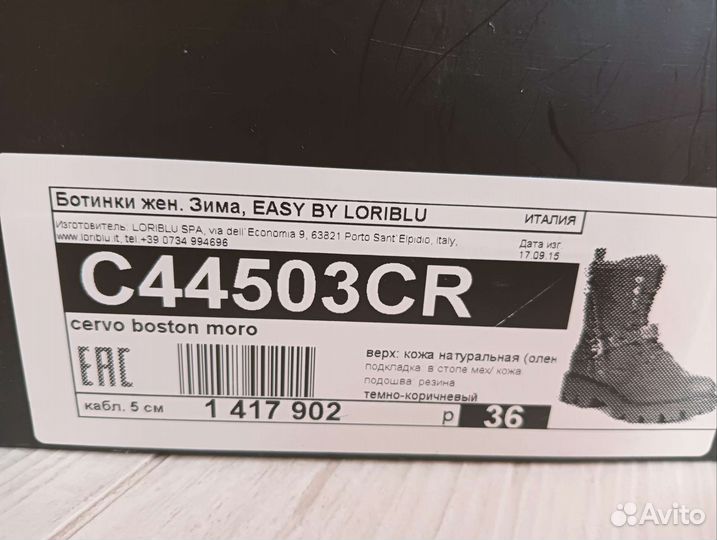 Ботинки жен. Зима, EASY BY LORIBLU
ИТАЛИЯ
Изготовитель: LORIBLU SPA, via dell'Economia 9, 63821 Porto Sant'Elpidio, italy,
www.loriblu.it, tel.+39 0734 994696
Дата изг.
17.09.15
C44503CR
cervo boston moro
EAC
верх: кожа натуральная (олен
подкладка: в стопе мех/ кожа
подошва: резина
темно-коричневый
кабл. 5 см
1 417 902
р 36
Avito